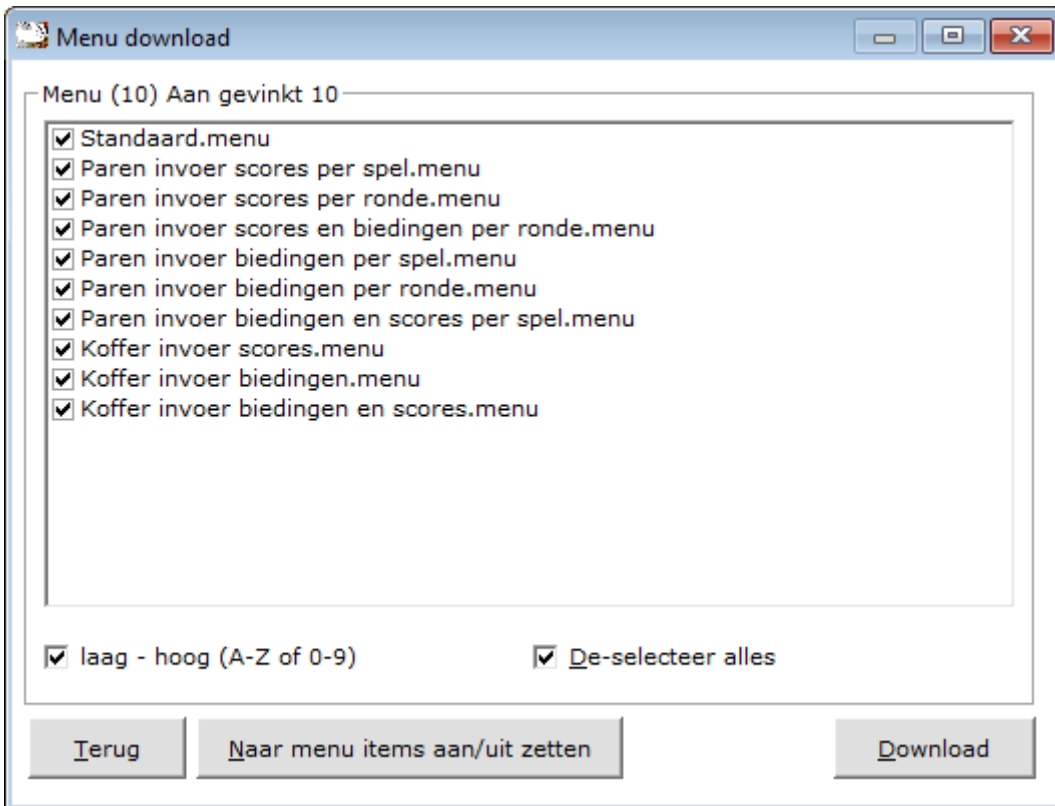 Menu download
Menu (10) Aan gevinkt 10
Standaard.menu
Paren invoer scores per spel.menu
Paren invoer scores per ronde.menu
Paren invoer scores en biedingen per ronde.menu
Paren invoer biedingen per spel.menu
Paren invoer biedingen per ronde.menu
Paren invoer biedingen en scores per spel.menu
Koffer invoer scores.menu
Koffer invoer biedingen.menu
Koffer invoer biedingen en scores.menu
laag - hoog (A-Z of 0-9) De-selecteer alles
Terug Naar menu items aan/uit zetten Download